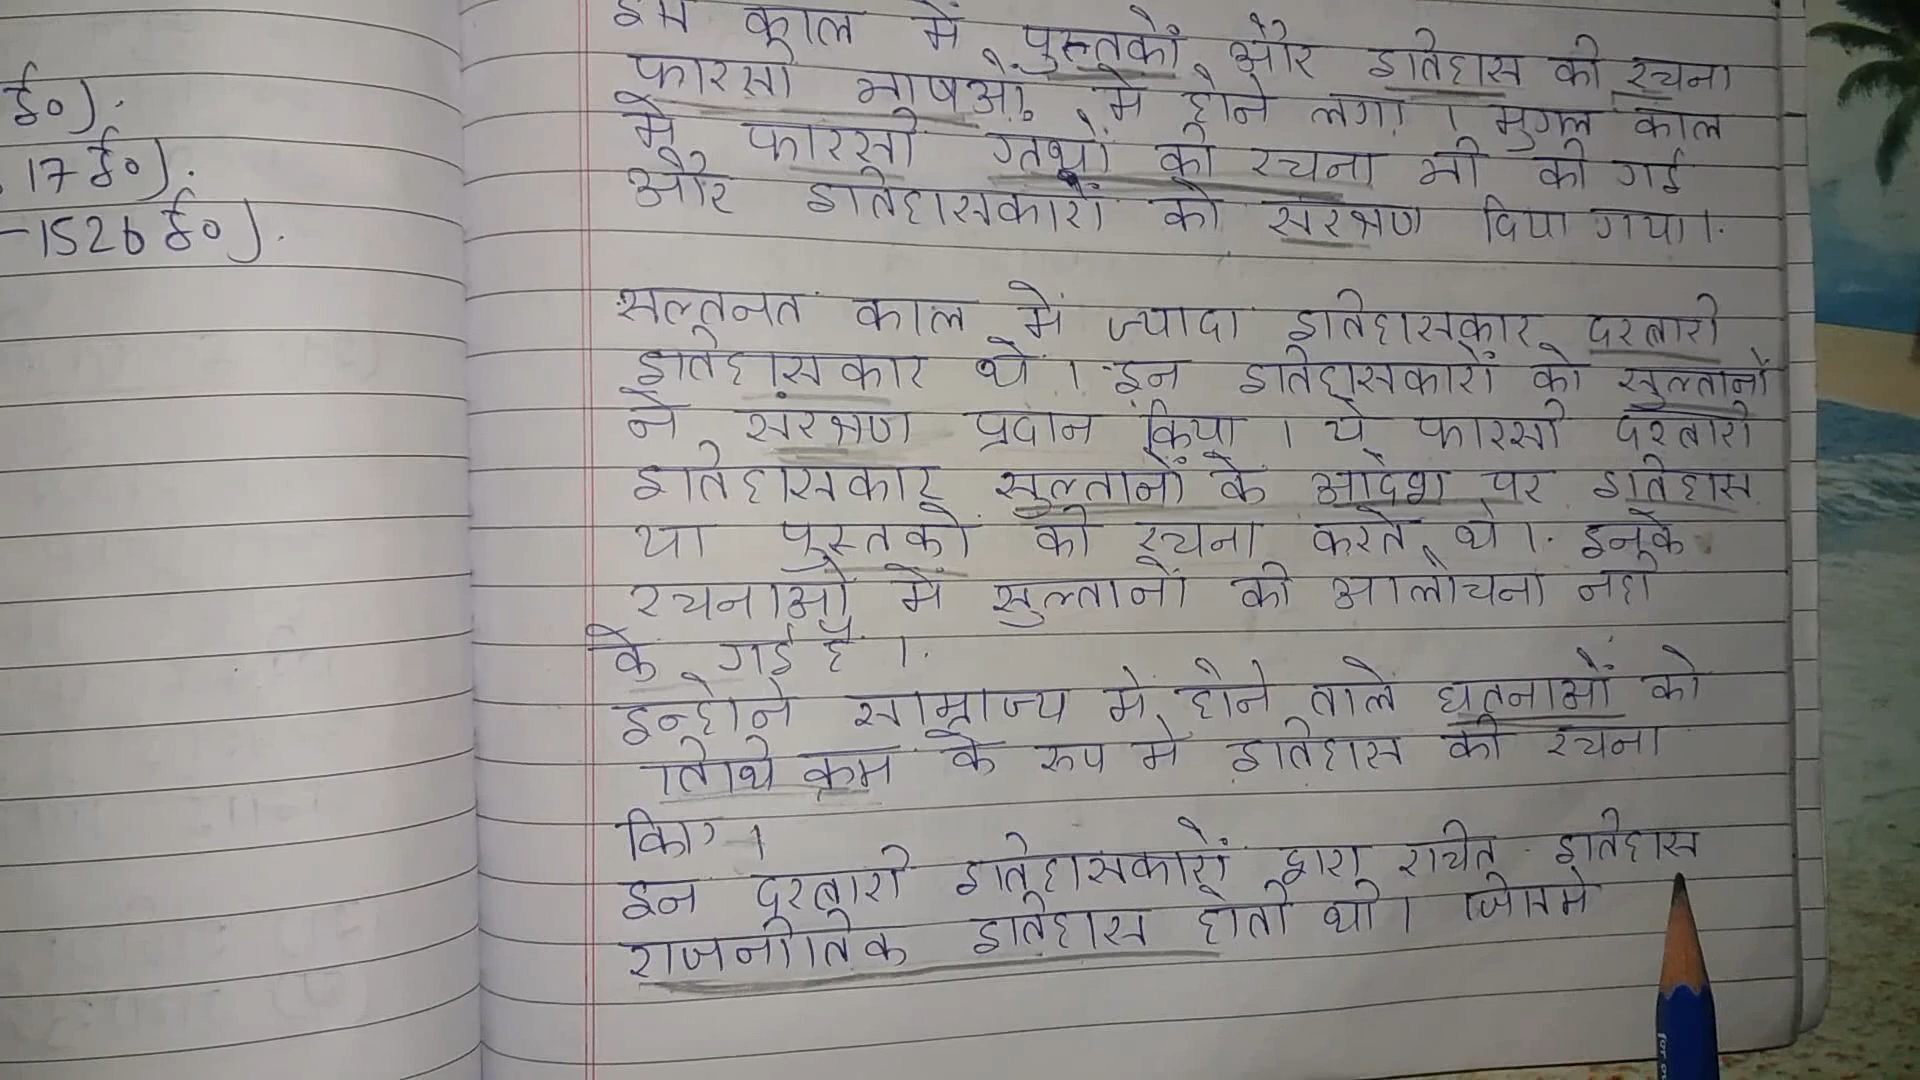 ई०).
17 ई०).
-1526 ई०).
इस काल में पुस्तकों और इतिहास की रचना
फारसी भाषओं में होने लगा। मुगल काल
में फारसी ग्तथों की रचना भी की गई
और इतिहासकारों को संरक्षण दिया गया।
सल्तनत काल में ज्यादा इतिहासकार दरबारी
इतिहासकार थे। इन इतिहासकारों को सुल्तानों
ने संरक्षण प्रदान किया। ये फारसी दरबारी
इतिहासकार सुल्तानों के आदेश पर इतिहास
या पुस्तकों की रचना करते थे। इनके
रचनाओं में सुल्तानों की आलोचना नहीं
के गई है।
इन्होने साम्राज्य में होने वाले घतनाओं को
तिथि क्रम के रूप मे इतिहास की रचना
किए।
इन दरबारी इतिहासकारों द्वारा रचित इतिहास
राजनीतिक इतिहास होती थी। जिसमे